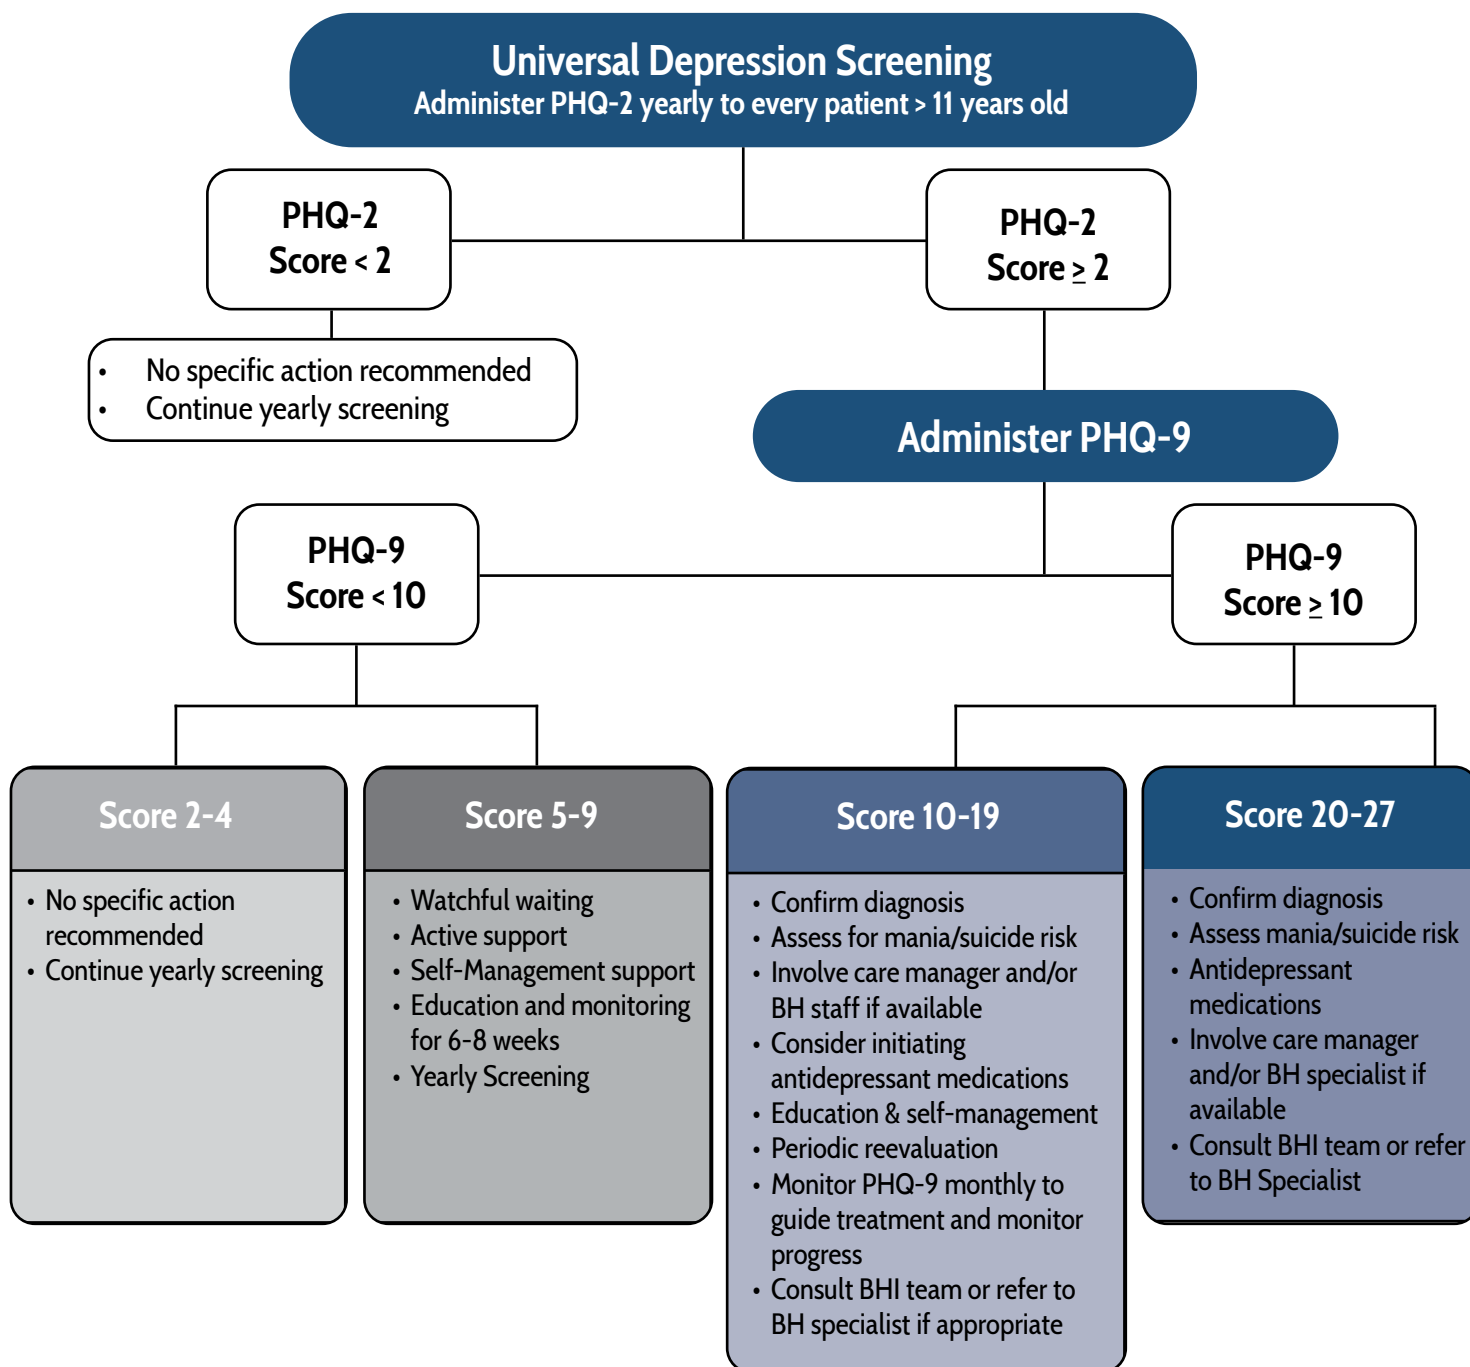 Universal Depression Screening
Administer PHQ-2 yearly to every patient > 11 years old
PHQ-2
Score < 2
PHQ-2
Score ≥ 2
• No specific action recommended
• Continue yearly screening
Administer PHQ-9
PHQ-9
Score < 10
PHQ-9
Score ≥ 10
Score 2-4
• No specific action
recommended
• Continue yearly screening
Score 5-9
• Watchful waiting
• Active support
• Self-Management support
• Education and monitoring
for 6-8 weeks
• Yearly Screening
Score 10-19
• Confirm diagnosis
• Assess for mania/suicide risk
• Involve care manager and/or
BH staff if available
• Consider initiating
antidepressant medications
• Education & self-management
• Periodic reevaluation
• Monitor PHQ-9 monthly to
guide treatment and monitor
progress
• Consult BHI team or refer to
BH specialist if appropriate
Score 20-27
• Confirm diagnosis
• Assess mania/suicide risk
• Antidepressant
medications
• Involve care manager
and/or BH specialist if
available
• Consult BHI team or refer
to BH Specialist